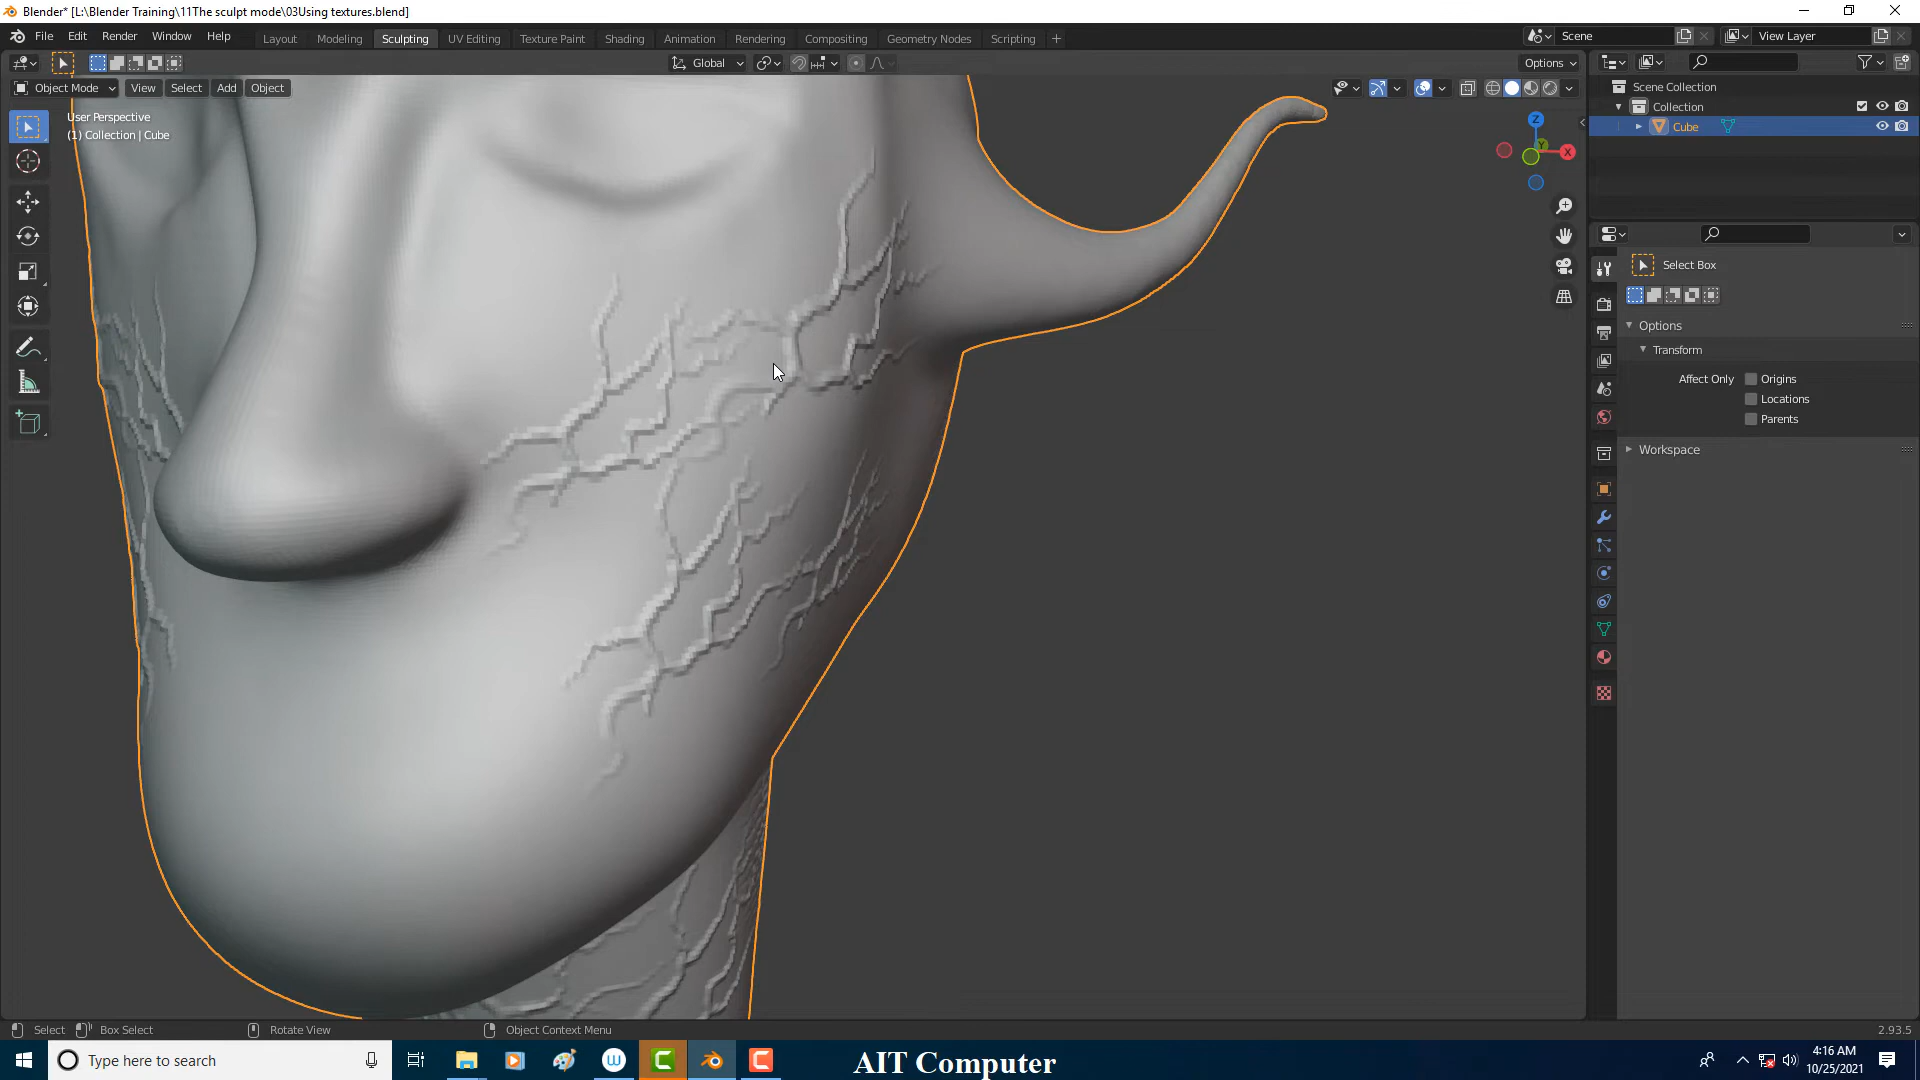 Blender* [L:\Blender Training\11The sculpt mode\03Using textures.blend]
File Edit Render Window Help
Layout Modeling Sculpting UV Editing Texture Paint Shading Animation Rendering Compositing Geometry Nodes Scripting +
Scene
View Layer
Global
Options
Object Mode View Select Add Object
User Perspective
(1) Collection | Cube
Z
Y
X
Scene Collection
Collection
Cube
Select Box
Options
Transform
Affect Only Origins
Locations
Parents
Workspace
Select Box Select Rotate View Object Context Menu 2.93.5
Type here to search
AIT Computer
4:16 AM
10/25/2021